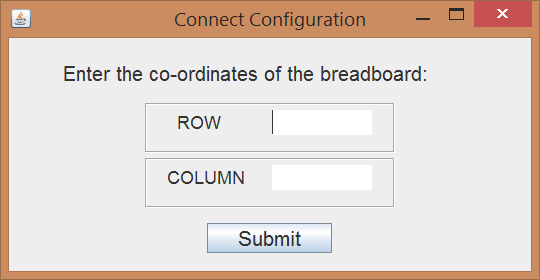 Connect Configuration
Enter the co-ordinates of the breadboard:
ROW
COLUMN
Submit